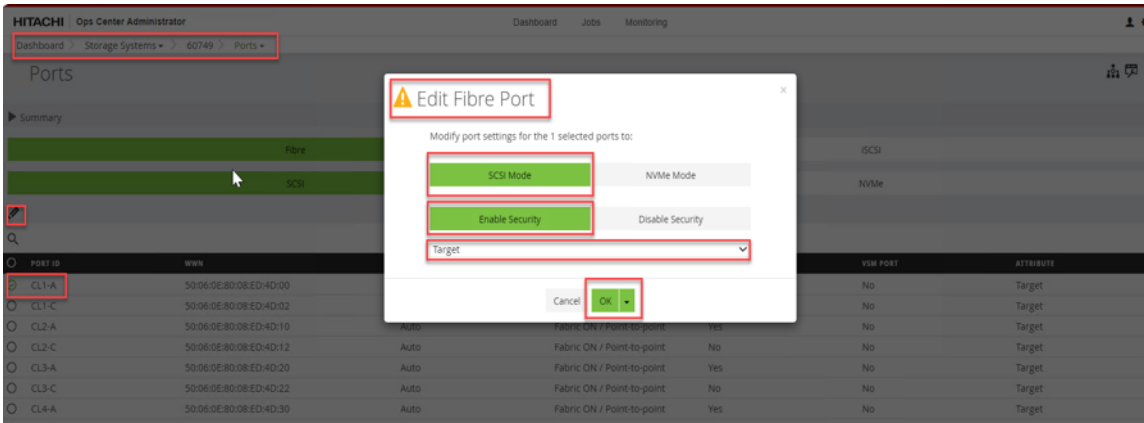 HITACHI Ops Center Administrator Dashboard Jobs Monitoring
Dashboard Storage Systems 60749 Ports
Ports
Edit Fibre Port ×
Summary
Modify port settings for the 1 selected ports to:
Fibre iSCSI
SCSI Mode NVMe Mode
SCSI NVMe
Enable Security Disable Security
Target
PORT ID WWN VSM PORT ATTRIBUTE
CL1-A 50:06:0E:80:08:ED:4D:00 No Target
Cancel OK
CL1-C 50:06:0E:80:08:ED:4D:02 No Target
CL2-A 50:06:0E:80:08:ED:4D:10 Auto Fabric ON / Point-to-point Yes No Target
CL2-C 50:06:0E:80:08:ED:4D:12 Auto Fabric ON / Point-to-point No No Target
CL3-A 50:06:0E:80:08:ED:4D:20 Auto Fabric ON / Point-to-point Yes No Target
CL3-C 50:06:0E:80:08:ED:4D:22 Auto Fabric ON / Point-to-point No No Target
CL4-A 50:06:0E:80:08:ED:4D:30 Auto Fabric ON / Point-to-point Yes No Target